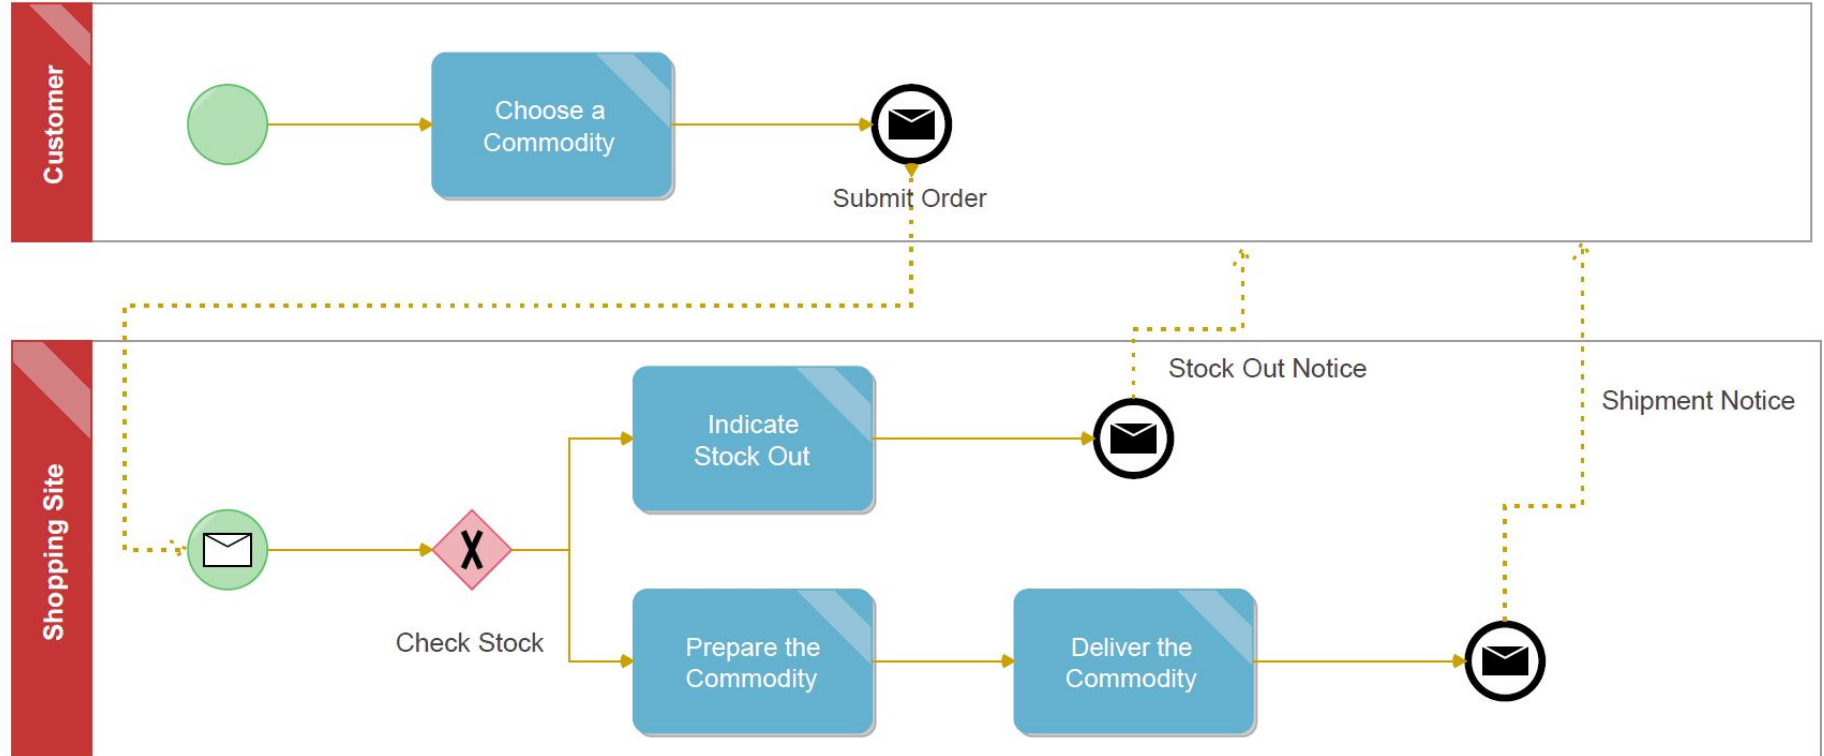 Customer
Choose a
Commodity
Submit Order
Shopping Site
Stock Out Notice
Shipment Notice
Indicate
Stock Out
Check Stock
Prepare the
Commodity
Deliver the
Commodity